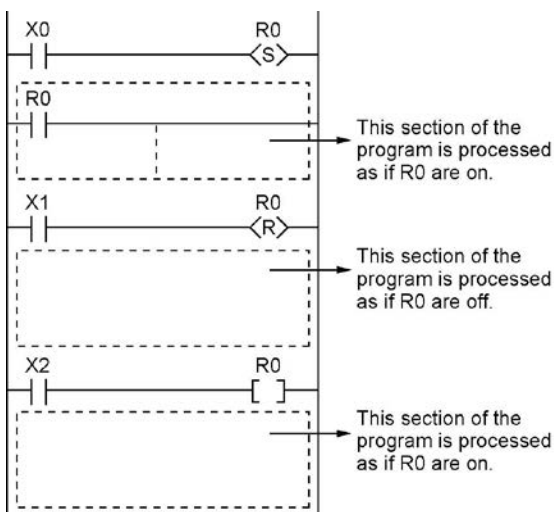 X0 R0
S
R0
This section of the
program is processed
as if R0 are on.
X1 R0
R
This section of the
program is processed
as if R0 are off.
X2 R0
This section of the
program is processed
as if R0 are on.